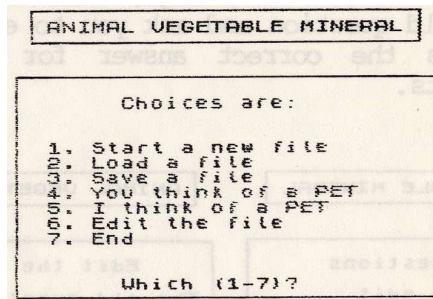 ANIMAL VEGETABLE MINERAL
Choices are:
1. Start a new file
2. Load a file
3. Save a file
4. You think of a PET
5. I think of a PET
6. Edit the file
7. End
Which (1-7)?